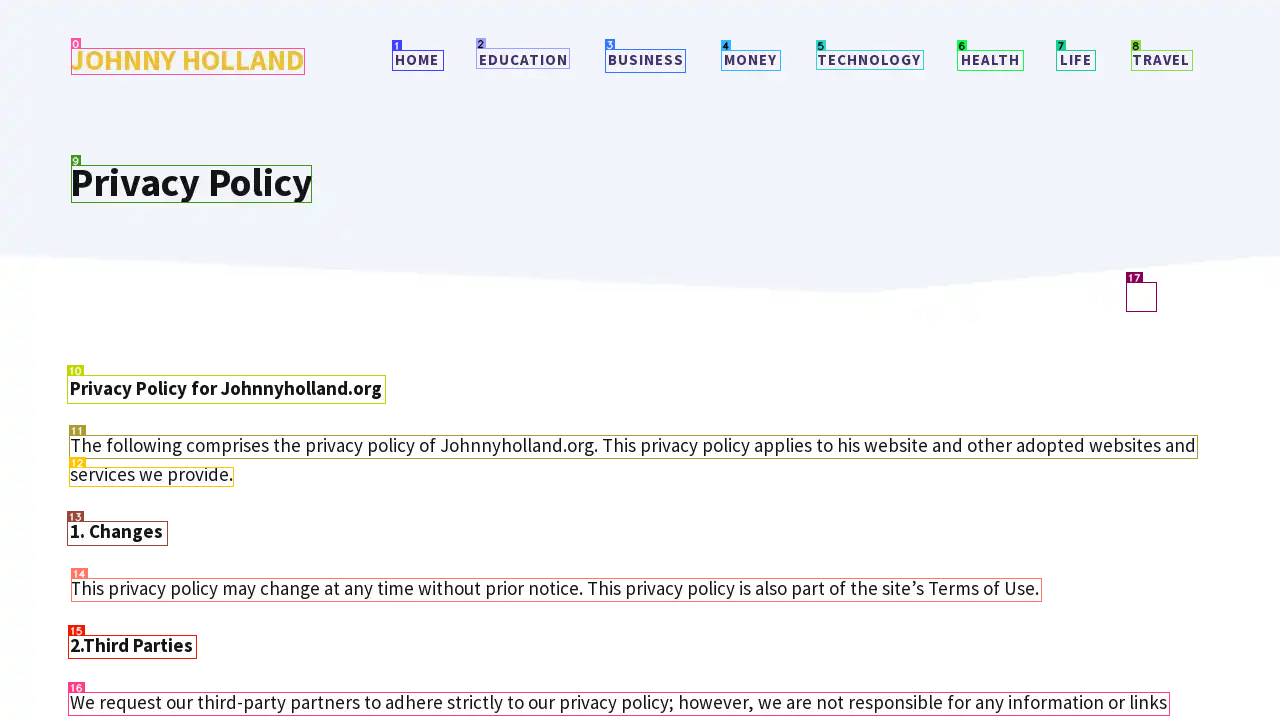 JOHNNY HOLLAND
HOME EDUCATION BUSINESS MONEY TECHNOLOGY HEALTH LIFE TRAVEL
Privacy Policy
Privacy Policy for Johnnyholland.org
The following comprises the privacy policy of Johnnyholland.org. This privacy policy applies to his website and other adopted websites and
services we provide.
1. Changes
This privacy policy may change at any time without prior notice. This privacy policy is also part of the site’s Terms of Use.
2.Third Parties
We request our third-party partners to adhere strictly to our privacy policy; however, we are not responsible for any information or links
0
1
2
3
4
5
6
7
8
9
10
11
12
13
14
15
16
17